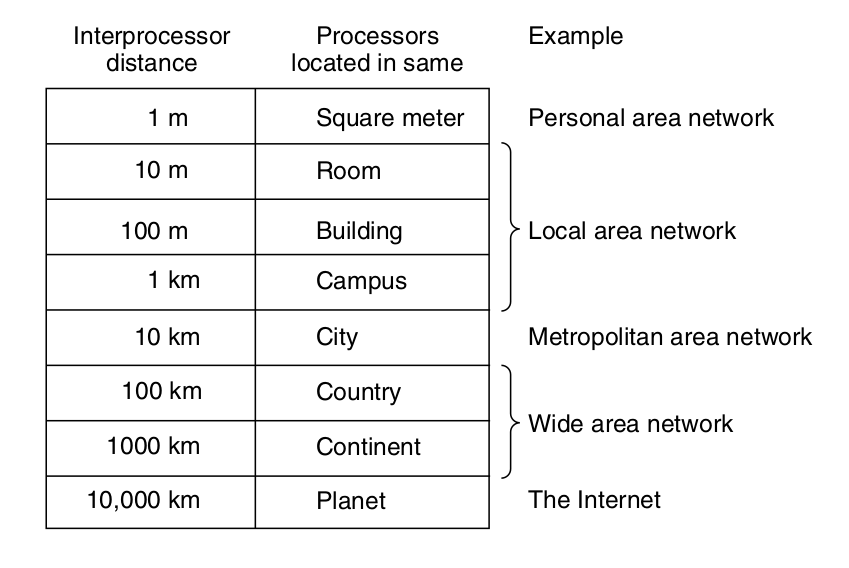 Interprocessor distance Processors located in same Example
1 m Square meter Personal area network
10 m Room
100 m Building Local area network
1 km Campus
10 km City Metropolitan area network
100 km Country
Wide area network
1000 km Continent
10,000 km Planet The Internet